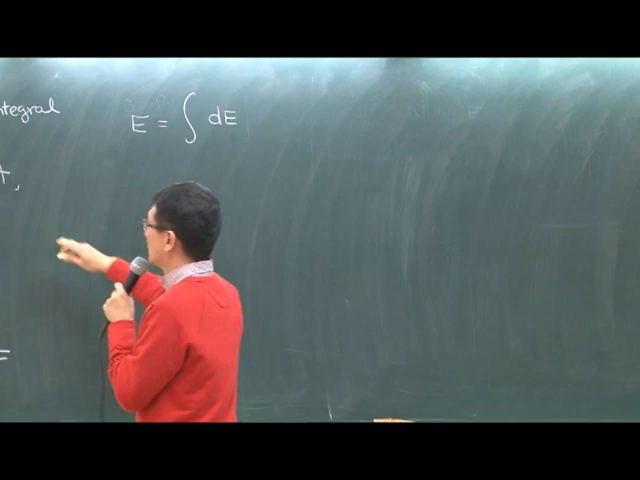 ntegral
E = ∫ dE
t,
=